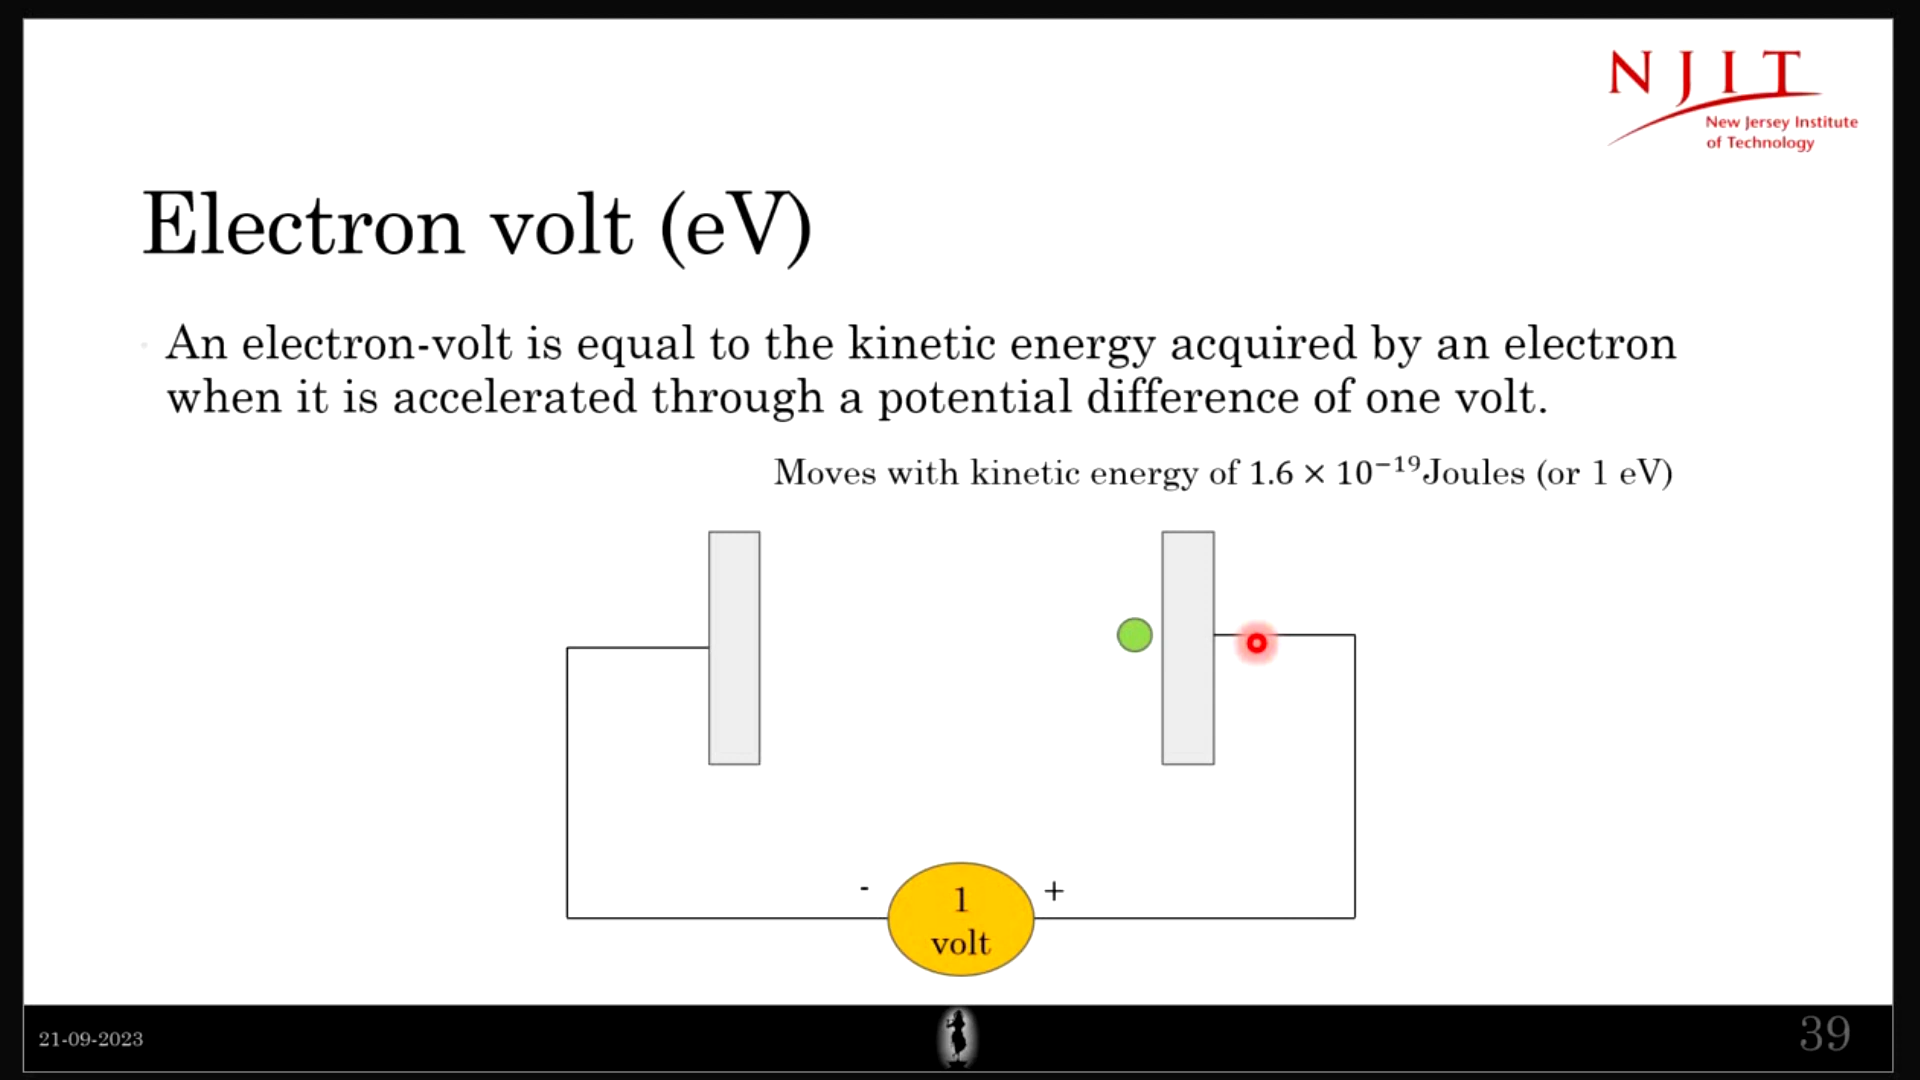 NJIT
New Jersey Institute
of Technology
Electron volt (eV)
An electron-volt is equal to the kinetic energy acquired by an electron
when it is accelerated through a potential difference of one volt.
Moves with kinetic energy of 1.6 × 10⁻¹⁹Joules (or 1 eV)
- +
1
volt
21-09-2023
39